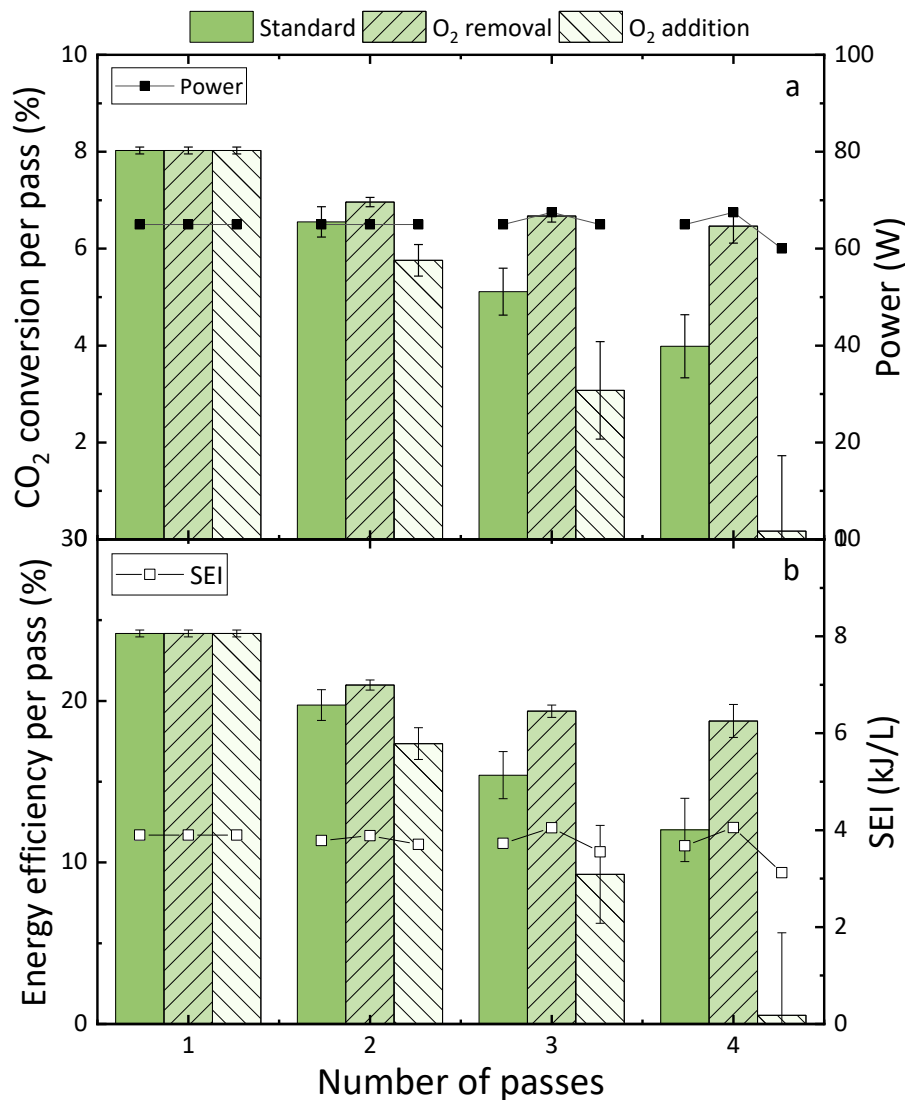 Standard O₂ removal O₂ addition
Power
a
CO₂ conversion per pass (%)
10
8
6
4
2
Power (W)
100
80
60
40
20
0
SEI
b
Energy efficiency per pass (%)
30
20
10
0
SEI (kJ/L)
10
8
6
4
2
0
1 2 3 4
Number of passes